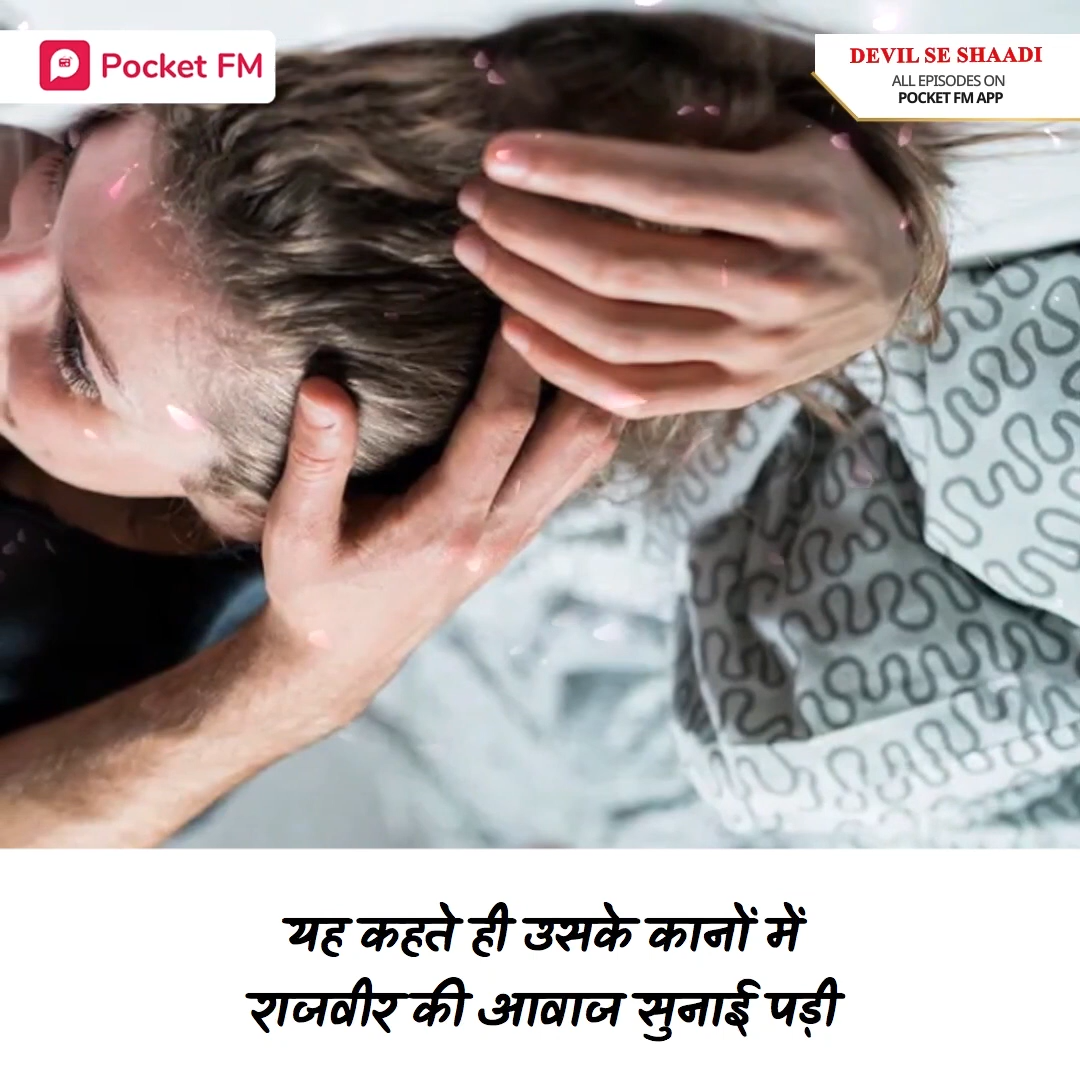 Pocket FM
DEVIL SE SHAADI
ALL EPISODES ON
POCKET FM APP
यह कहते ही उसके कानों में
राजवीर की आवाज सुनाई पड़ी